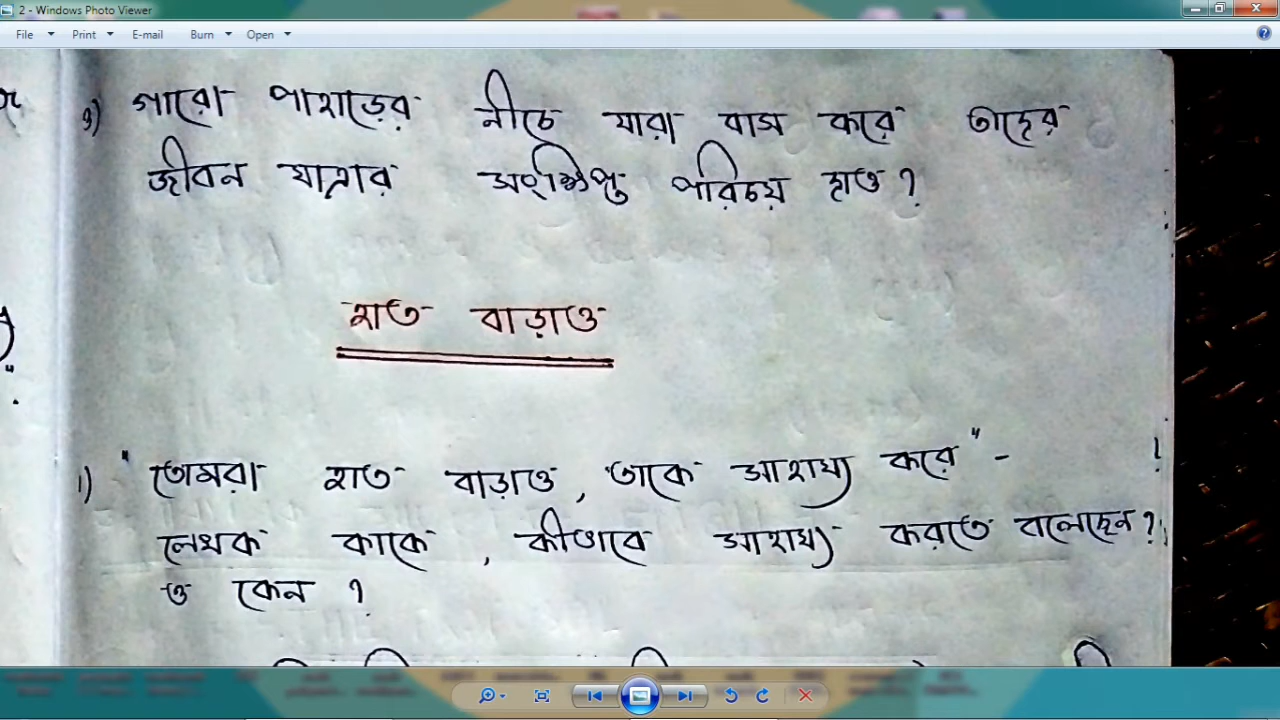 2 - Windows Photo Viewer
File Print E-mail Burn Open
৩) গারো পাহাড়ের নীচে যারা বাস করে তাদের
জীবন যাত্রার সংক্ষিপ্ত পরিচয় দাও ?
হাত বাড়াও
১) "তোমরা হাত বাড়াও, তাকে সাহায্য করে" -
লেখক কাকে, কীভাবে সাহায্য করতে বলেছেন ?
ও কেন ?